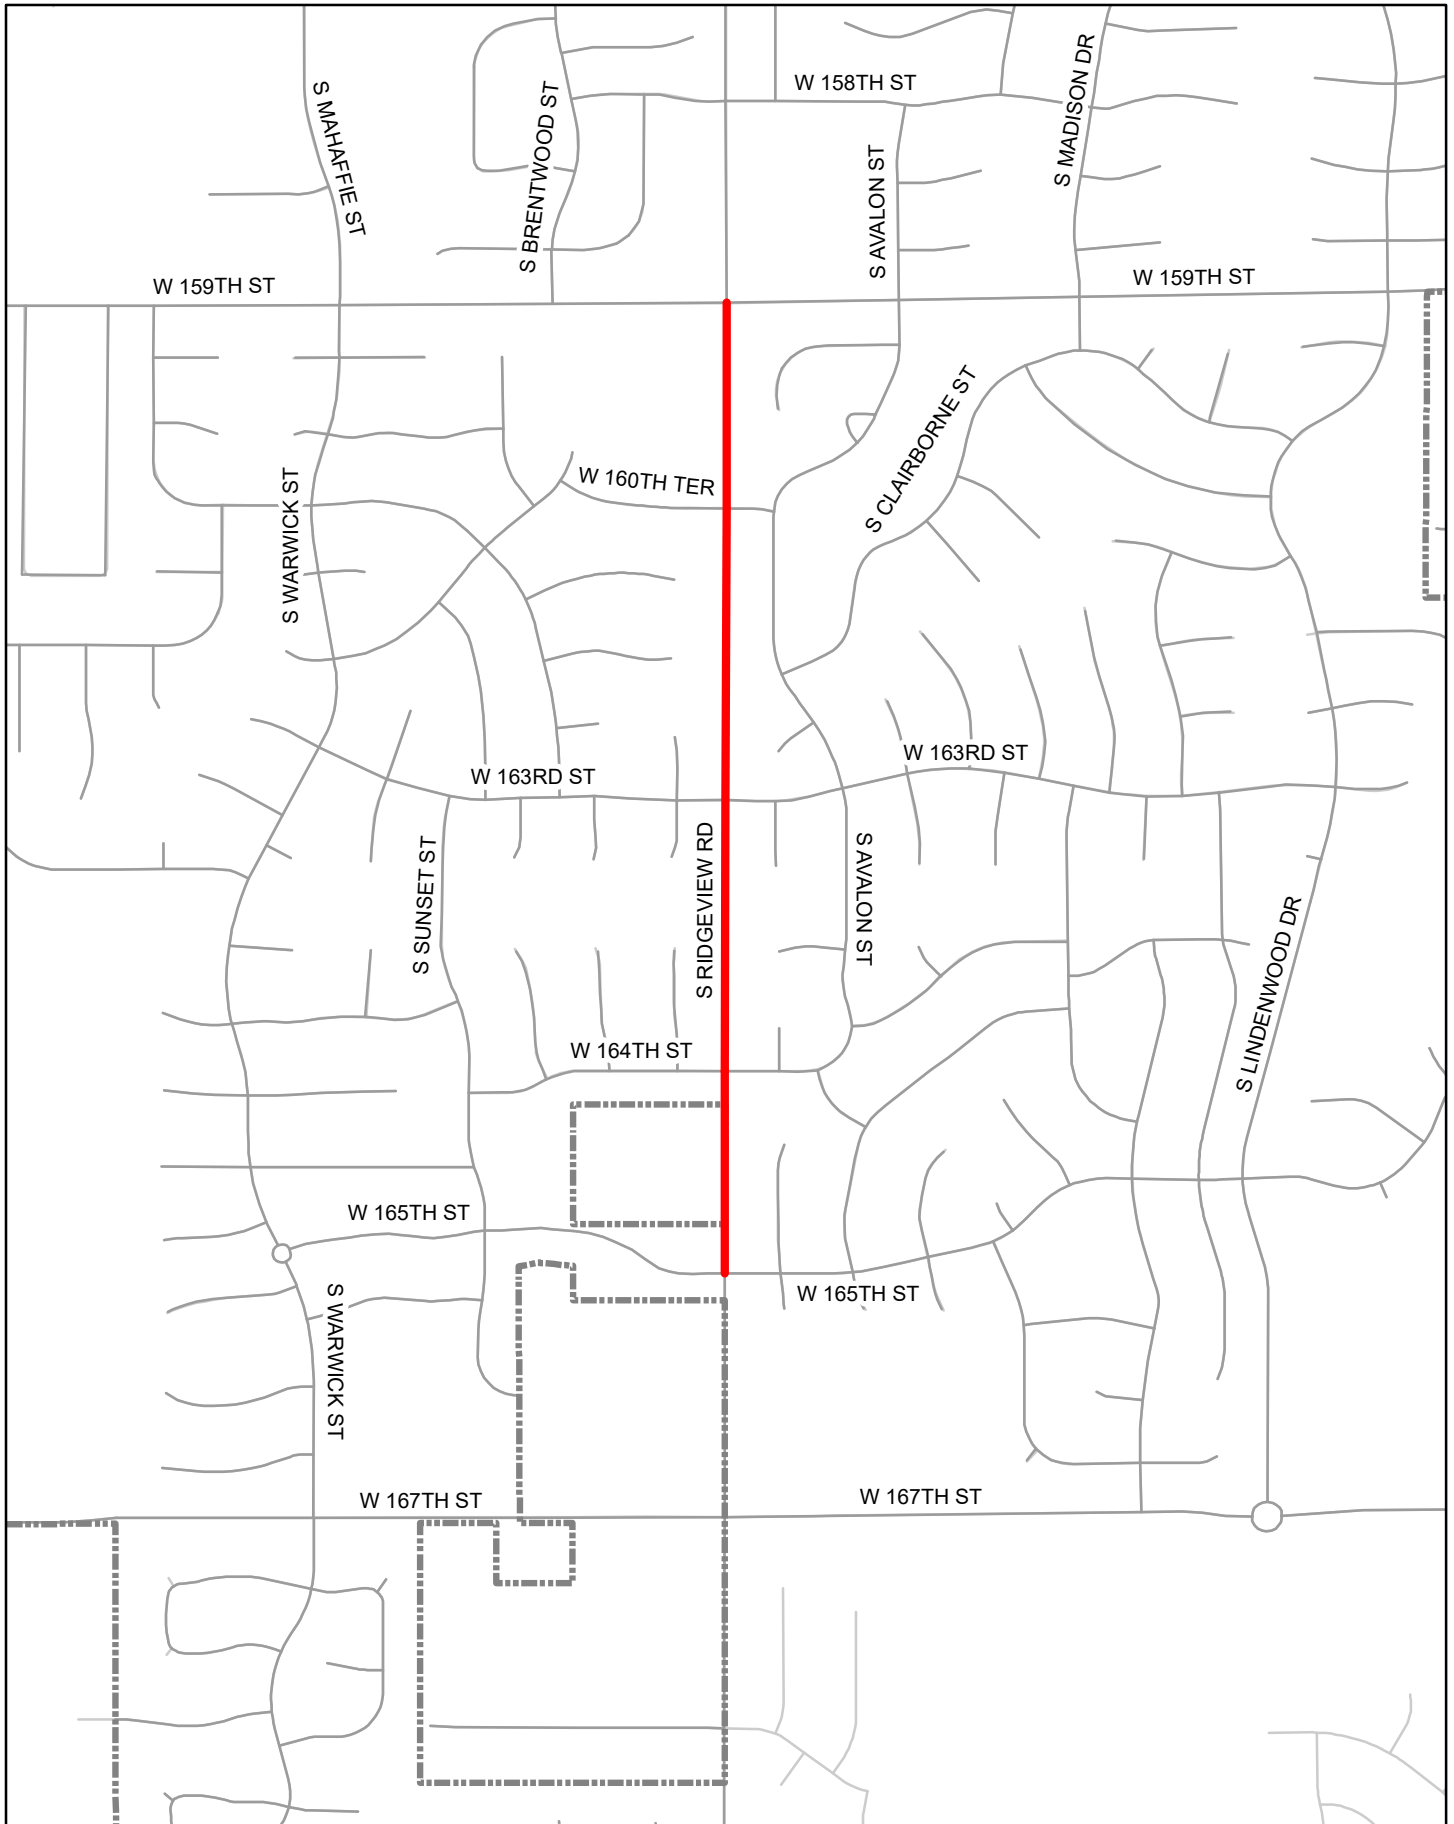 W 158TH ST
S MADISON DR
S MAHAFFIE ST
S BRENTWOOD ST
S AVALON ST
W 159TH ST
W 159TH ST
S CLAIRBORNE ST
W 160TH TER
S WARWICK ST
W 163RD ST
W 163RD ST
S SUNSET ST
S RIDGEVIEW RD
S AVALON ST
S LINDENWOOD DR
W 164TH ST
W 165TH ST
W 165TH ST
S WARWICK ST
W 167TH ST
W 167TH ST